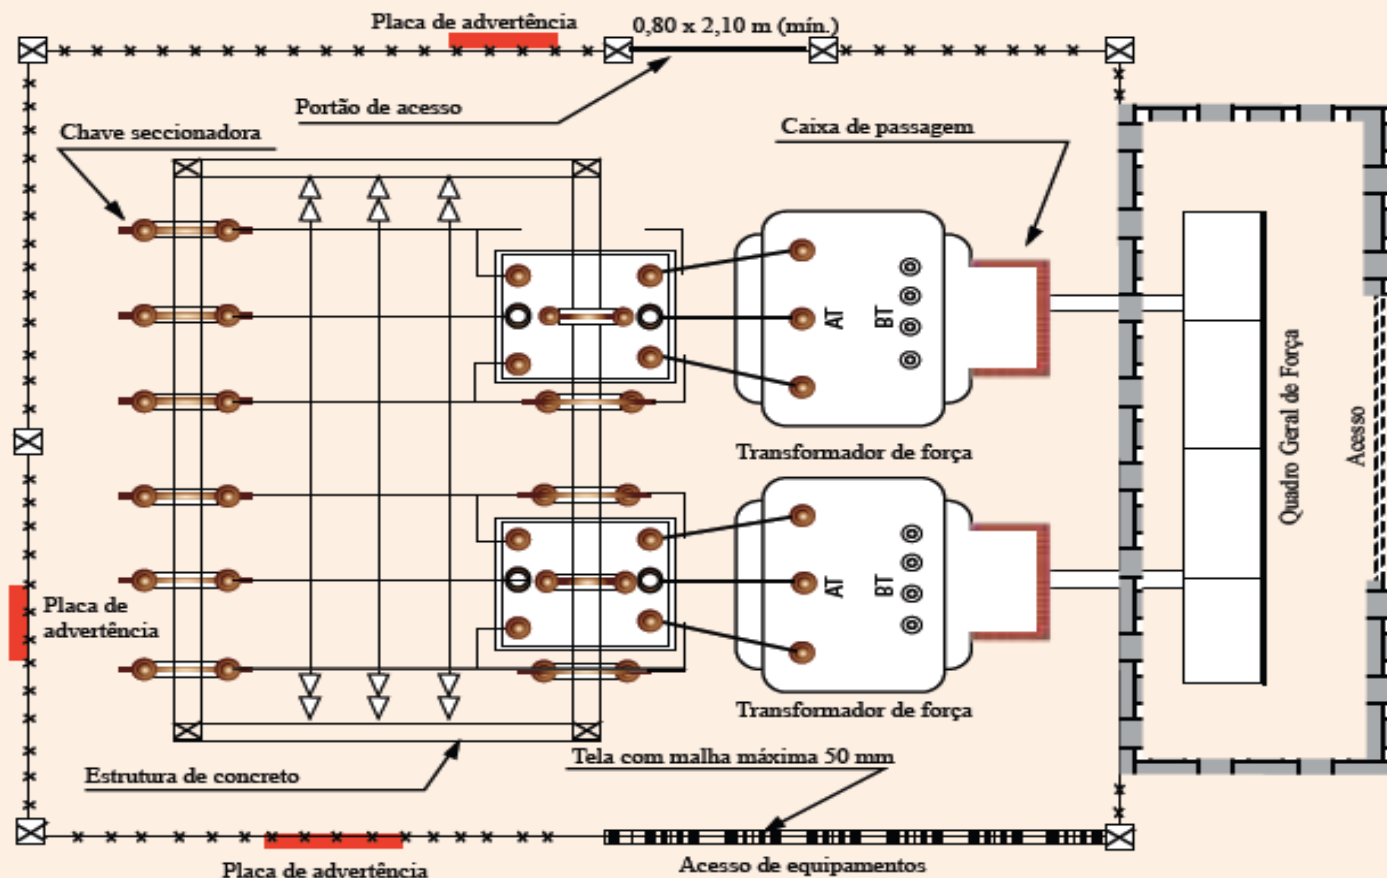 Placa de advertência
0,80 x 2,10 m (mín.)
Portão de acesso
Chave seccionadora
Caixa de passagem
AT
BT
Transformador de força
Quadro Geral de Força
Acesso
Placa de
advertência
AT
BT
Transformador de força
Estrutura de concreto
Tela com malha máxima 50 mm
Placa de advertência
Acesso de equipamentos